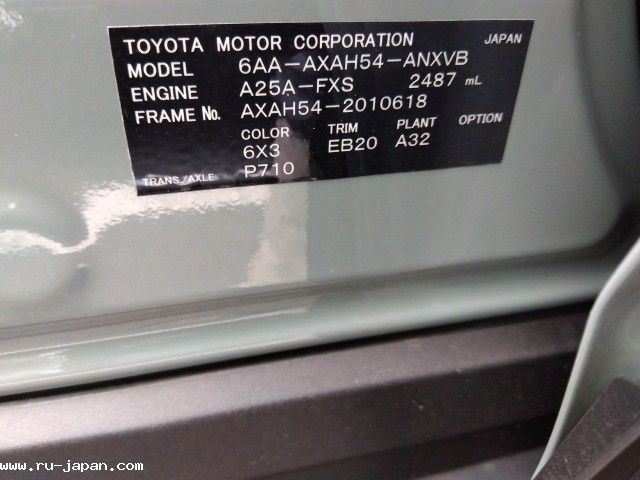 TOYOTA MOTOR CORPORATION JAPAN
MODEL 6AA-AXAH54-ANXVB
ENGINE A25A-FXS 2487 mL
FRAME No. AXAH54-2010618
COLOR TRIM PLANT OPTION
6X3 EB20 A32
TRANS./AXLE P710
www.ru-japan.com